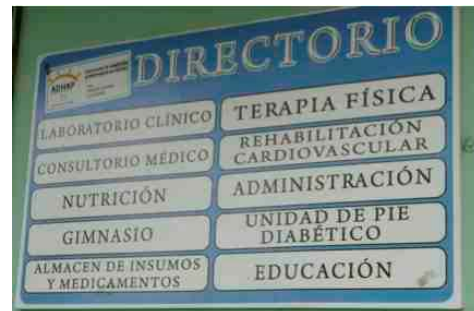 DIRECTORIO
ADHAP
LABORATORIO CLÍNICO
CONSULTORIO MÉDICO
NUTRICIÓN
GIMNASIO
ALMACEN DE INSUMOS
Y MEDICAMENTOS
TERAPIA FÍSICA
REHABILITACIÓN
CARDIOVASCULAR
ADMINISTRACIÓN
UNIDAD DE PIE
DIABÉTICO
EDUCACIÓN